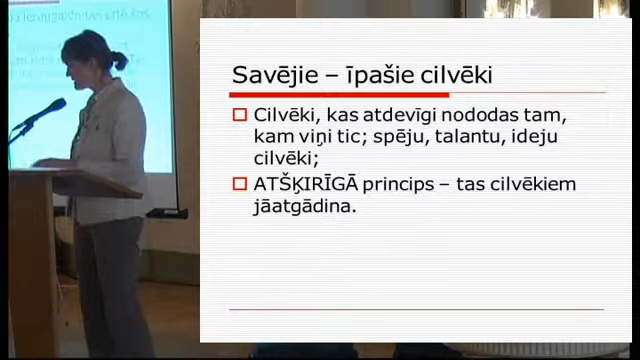 Savējie – īpašie cilvēki
Cilvēki, kas atdevīgi nododas tam,
kam viņi tic; spēju, talantu, ideju
cilvēki;
ATŠĶIRĪGĀ princips – tas cilvēkiem
jāatgādina.